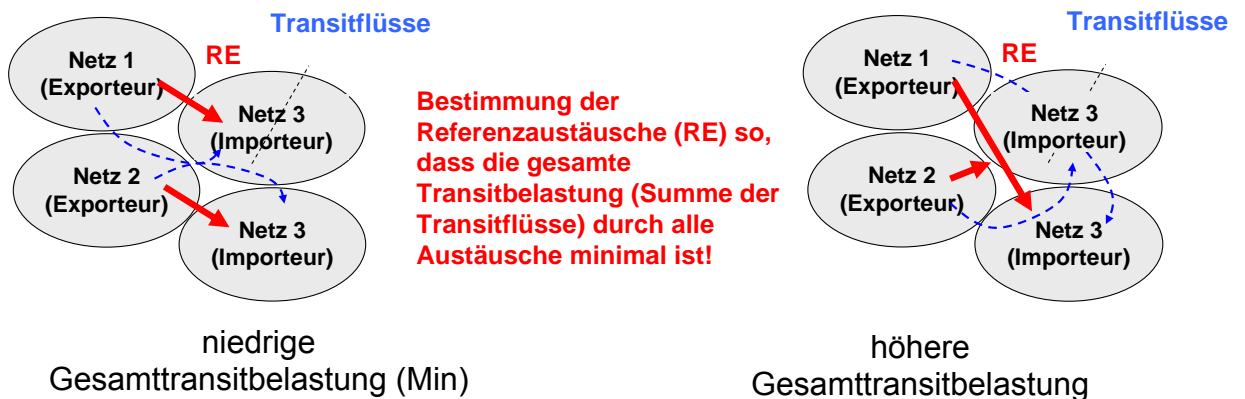 Transitflüsse
RE
Netz 1
(Exporteur)
Netz 3
(Importeur)
Netz 2
(Exporteur)
Netz 3
(Importeur)
niedrige
Gesamttransitbelastung (Min)
Bestimmung der
Referenzaustäusche (RE) so,
dass die gesamte
Transitbelastung (Summe der
Transitflüsse) durch alle
Austäusche minimal ist!
Transitflüsse
RE
Netz 1
(Exporteur)
Netz 3
(Importeur)
Netz 2
(Exporteur)
Netz 3
(Importeur)
höhere
Gesamttransitbelastung